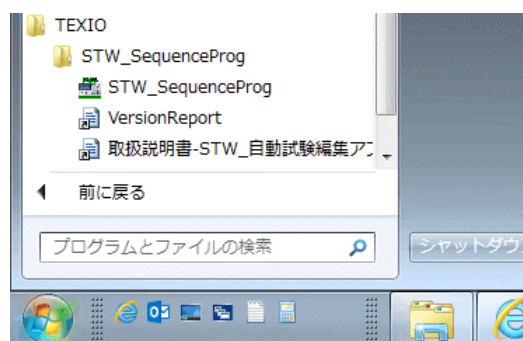 TEXIO
STW_SequenceProg
STW_SequenceProg
VersionReport
取扱説明書-STW_自動試験編集ア
前に戻る
プログラムとファイルの検索
シャットダウ